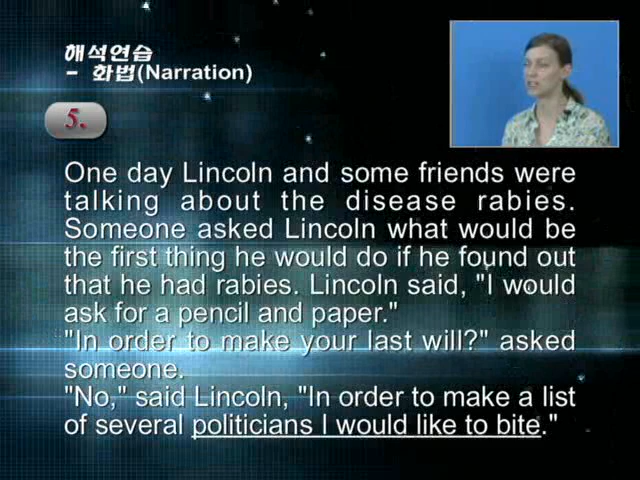 해석연습
- 화법(Narration)
5.
One day Lincoln and some friends were
talking about the disease rabies.
Someone asked Lincoln what would be
the first thing he would do if he found out
that he had rabies. Lincoln said, "I would
ask for a pencil and paper."
"In order to make your last will?" asked
someone.
"No," said Lincoln, "In order to make a list
of several politicians I would like to bite."